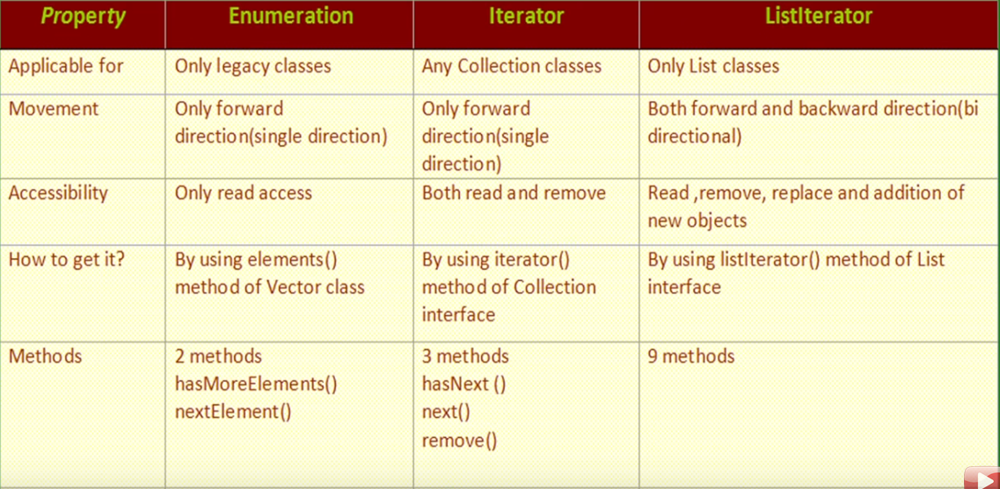 Property Enumeration Iterator ListIterator
Applicable for Only legacy classes Any Collection classes Only List classes
Movement Only forward Only forward Both forward and backward direction(bi
direction(single direction) direction(single directional)
direction)
Accessibility Only read access Both read and remove Read ,remove, replace and addition of
new objects
How to get it? By using elements() By using iterator() By using listIterator() method of List
method of Vector class method of Collection interface
interface
Methods 2 methods 3 methods 9 methods
hasMoreElements() hasNext ()
nextElement() next()
remove()